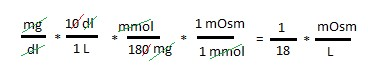 mg/dl * 10 dl/1 L * mmol/180 mg * 1 mOsm/1 mmol = 1/18 * mOsm/L